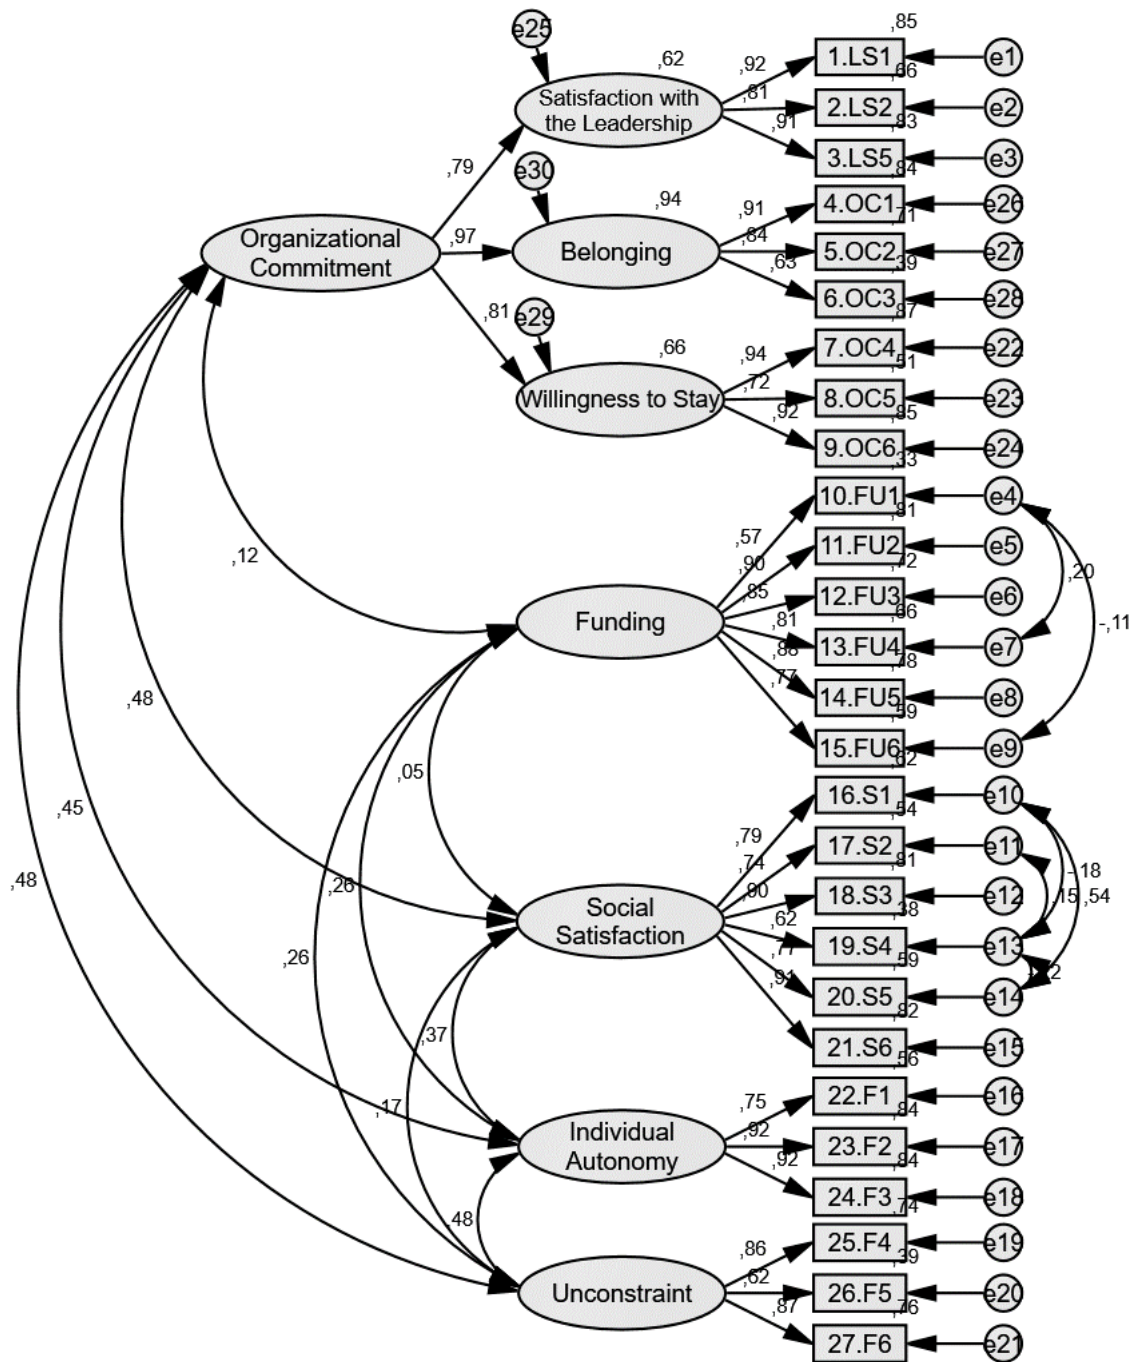 e25
,85
,62
,92
1.LS1
e1
,66
Satisfaction with
the Leadership
,81
2.LS2
e2
,83
,91
3.LS5
e3
,79
e30
,84
,94
,91
4.OC1
e26
,71
Organizational
Commitment
,97
Belonging
,84
5.OC2
e27
,39
,63
6.OC3
e28
,87
,81
e29
,66
,94
7.OC4
e22
,51
Willingness to Stay
,72
8.OC5
e23
,85
,92
9.OC6
e24
,33
10.FU1
e4
,81
,57
11.FU2
e5
,72
,12
,90
,20
,85
12.FU3
e6
,66
Funding
,81
-,11
13.FU4
e7
,78
,88
,77
14.FU5
e8
,59
,48
15.FU6
e9
,62
,05
16.S1
e10
,54
,45
,79
17.S2
e11
,81
,74
,48
,26
,90
18.S3
e12
,38
,15
,54
Social
Satisfaction
,62
19.S4
e13
,59
,77
,26
,91
20.S5
e14
,82
,37
21.S6
e15
,56
,17
,75
22.F1
e16
,84
Individual
Autonomy
,92
23.F2
e17
,84
,92
24.F3
e18
,74
,48
,86
25.F4
e19
,39
Unconstraint
,62
26.F5
e20
,76
,87
27.F6
e21